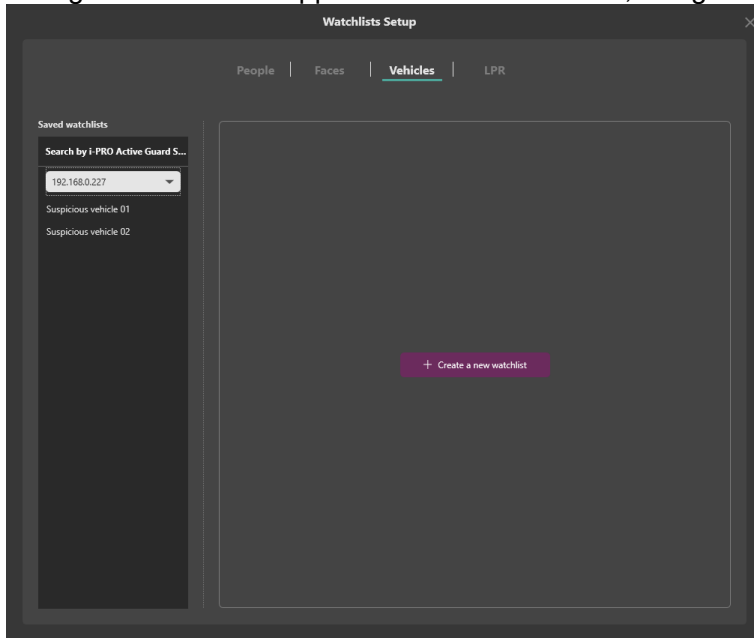 Watchlists Setup
People Faces Vehicles LPR
Saved watchlists
Search by i-PRO Active Guard S...
192.168.0.227
Suspicious vehicle 01
Suspicious vehicle 02
+ Create a new watchlist